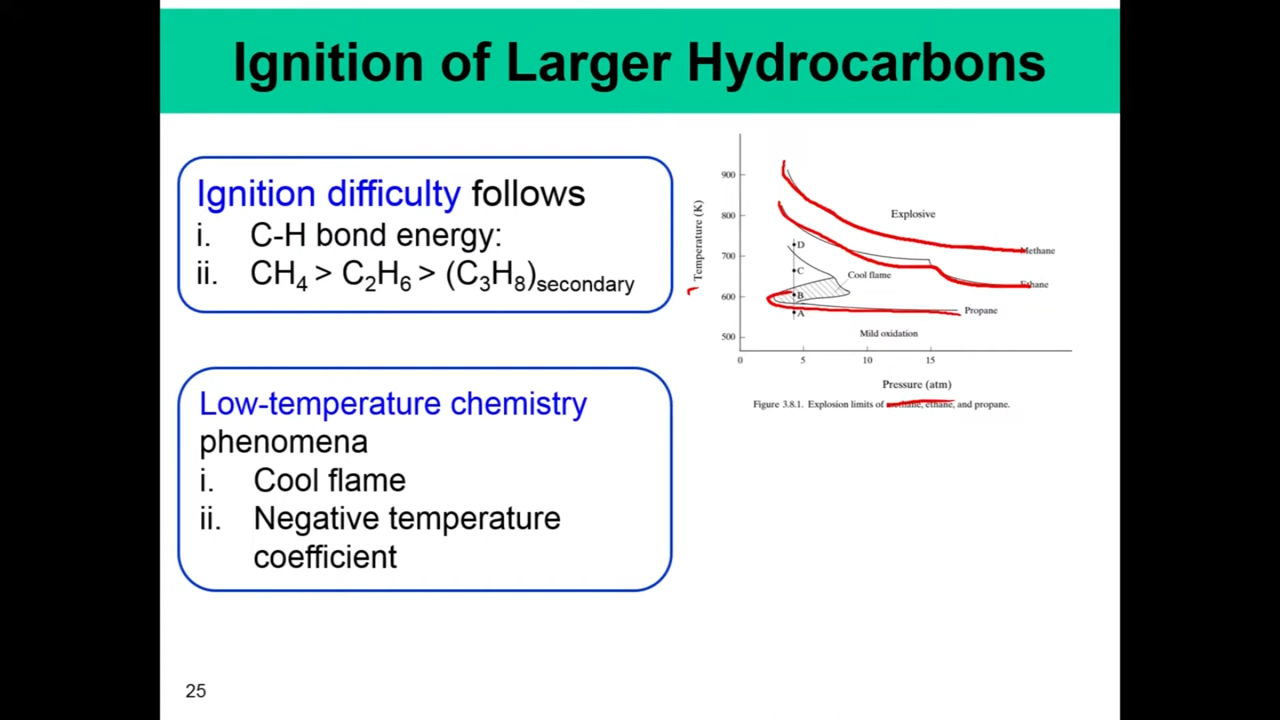 Ignition of Larger Hydrocarbons
Ignition difficulty follows
i. C-H bond energy:
ii. CH₄ > C₂H₆ > (C₃H₈)secondary
Low-temperature chemistry
phenomena
i. Cool flame
ii. Negative temperature
coefficient
900
800
700
600
500
Temperature (K)
Explosive
Methane
D
C
Cool flame
Ethane
B
A
Propane
Mild oxidation
0
5
10
15
Pressure (atm)
Figure 3.8.1. Explosion limits of methane, ethane, and propane.
25